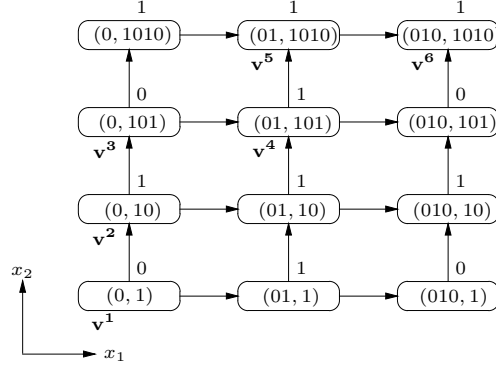 1 1 1
(0, 1010) (01, 1010) (010, 1010)
v⁵ v⁶
0 1 0
(0, 101) (01, 101) (010, 101)
v³ v⁴
1 1 1
(0, 10) (01, 10) (010, 10)
v²
0 1 0
x₂
(0, 1) (01, 1) (010, 1)
v¹
x₁